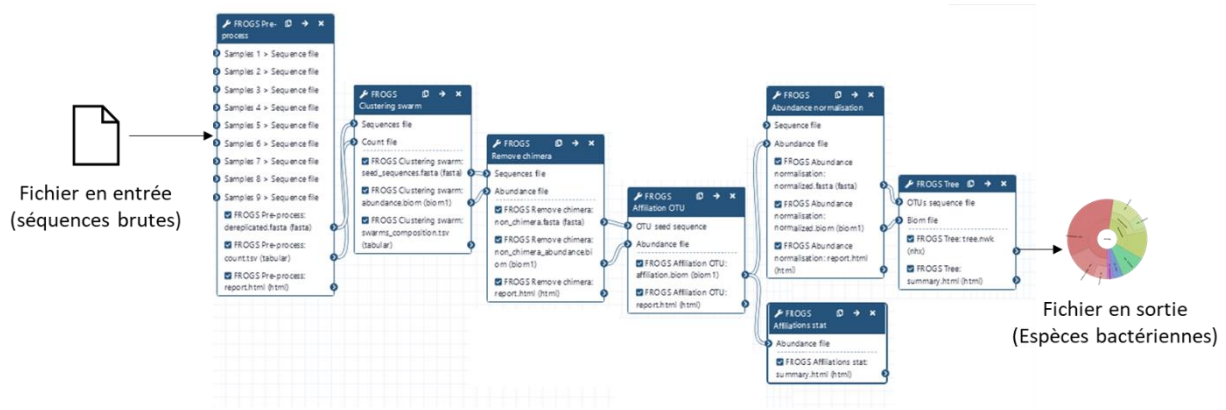 Fichier en entrée
(séquences brutes)
FROGS Pre-
process
Samples 1 > Sequence file
Samples 2 > Sequence file
Samples 3 > Sequence file
Samples 4 > Sequence file
Samples 5 > Sequence file
Samples 6 > Sequence file
Samples 7 > Sequence file
Samples 8 > Sequence file
Samples 9 > Sequence file
FROGS Pre-process:
dereplicated.fasta (fasta)
FROGS Pre-process:
count.tsv (tabular)
FROGS Pre-process:
report.html (html)
FROGS
Clustering swarm
Sequences file
Count file
FROGS Clustering swarm:
seed_sequences.fasta (fasta)
FROGS Clustering swarm:
abundance.biom (biom1)
FROGS Clustering swarm:
swarms_composition.tsv
(tabular)
FROGS
Remove chimera
Sequences file
Abundance file
FROGS Remove chimera:
non_chimera.fasta (fasta)
FROGS Remove chimera:
non_chimera_abundance.bi
om (biom1)
FROGS Remove chimera:
report.html (html)
FROGS
Affiliation OTU
OTU seed sequence
Abundance file
FROGS Affiliation OTU:
affiliation.biom (biom1)
FROGS Affiliation OTU:
report.html (html)
FROGS
Abundance normalisation
Sequence file
Abundance file
FROGS Abundance
normalisation:
normalized.fasta (fasta)
FROGS Abundance
normalisation:
normalized.biom (biom1)
FROGS Abundance
normalisation: report.html
(html)
FROGS
Affiliations stat
Abundance file
FROGS Affiliations stat:
summary.html (html)
FROGS Tree
OTUs sequence file
Biom file
FROGS Tree: tree.nwk
(nhx)
FROGS Tree:
summary.html (html)
Fichier en sortie
(Espèces bactériennes)